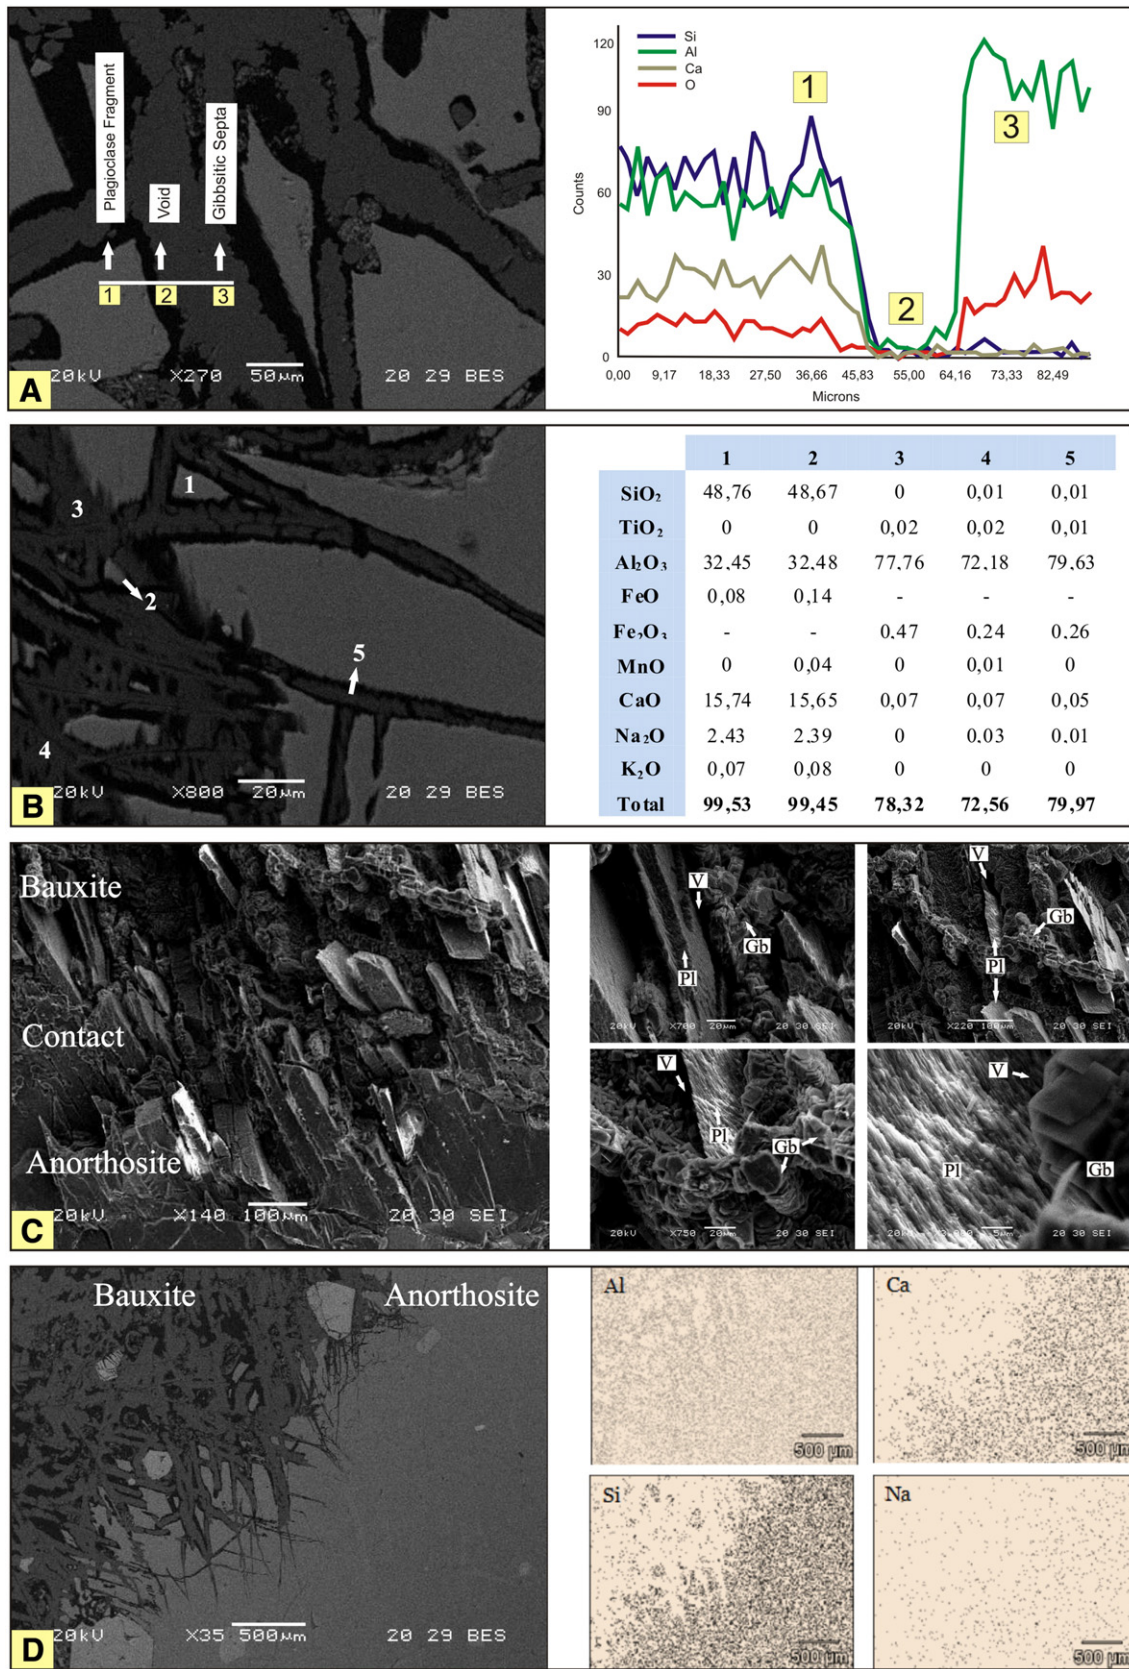 Plagioclase Fragment
Void
Gibbsitic Septa
1 2 3
A
20kV X270 50µm 20 29 BES
Si
Al
Ca
O
Counts
120
90
60
30
0
1
2
3
0,00 9,17 18,33 27,50 36,66 45,83 55,00 64,16 73,33 82,49
Microns
1
2
3
4
5
B
20kV X800 20µm 20 29 BES
1 2 3 4 5
SiO₂ 48,76 48,67 0 0,01 0,01
TiO₂ 0 0 0,02 0,02 0,01
Al₂O₃ 32,45 32,48 77,76 72,18 79,63
FeO 0,08 0,14 - - -
Fe₂O₃ - - 0,47 0,24 0,26
MnO 0 0,04 0 0,01 0
CaO 15,74 15,65 0,07 0,07 0,05
Na₂O 2,43 2,39 0 0,03 0,01
K₂O 0,07 0,08 0 0 0
Total 99,53 99,45 78,32 72,56 79,97
Bauxite
Contact
Anorthosite
C
20kV X140 100µm 20 30 SEI
V
Gb
Pl
20kV X700 20µm 20 30 SEI
V
Gb
Pl
20kV X220 100µm 20 30 SEI
V
Pl
Gb
20kV X750 20µm 20 30 SEI
V
Pl
Gb
20kV 5µm 20 30 SEI
Bauxite Anorthosite
D
20kV X35 500µm 20 29 BES
Al
500 µm
Ca
500 µm
Si
500 µm
Na
500 µm